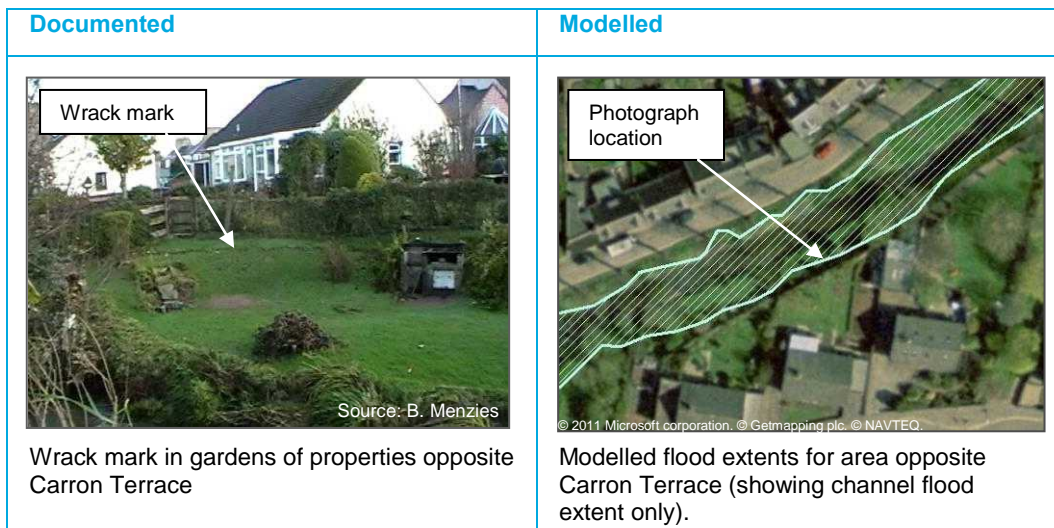 Documented
Modelled
Wrack mark
Source: B. Menzies
Photograph
location
© 2011 Microsoft corporation. © Getmapping plc. © NAVTEQ.
Wrack mark in gardens of properties opposite
Carron Terrace
Modelled flood extents for area opposite
Carron Terrace (showing channel flood
extent only).